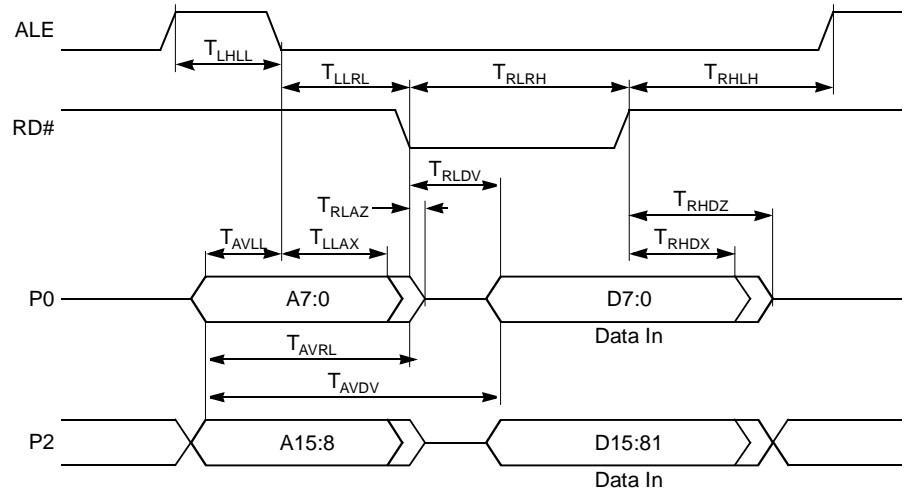 ALE
TLHLL
TLLRL
TRLRH
TRHLH
RD#
TRLDV
TRLAZ
TRHDZ
TAVLL
TLLAX
TRHDX
P0
A7:0
D7:0
Data In
TAVRL
TAVDV
P2
A15:8
D15:81
Data In